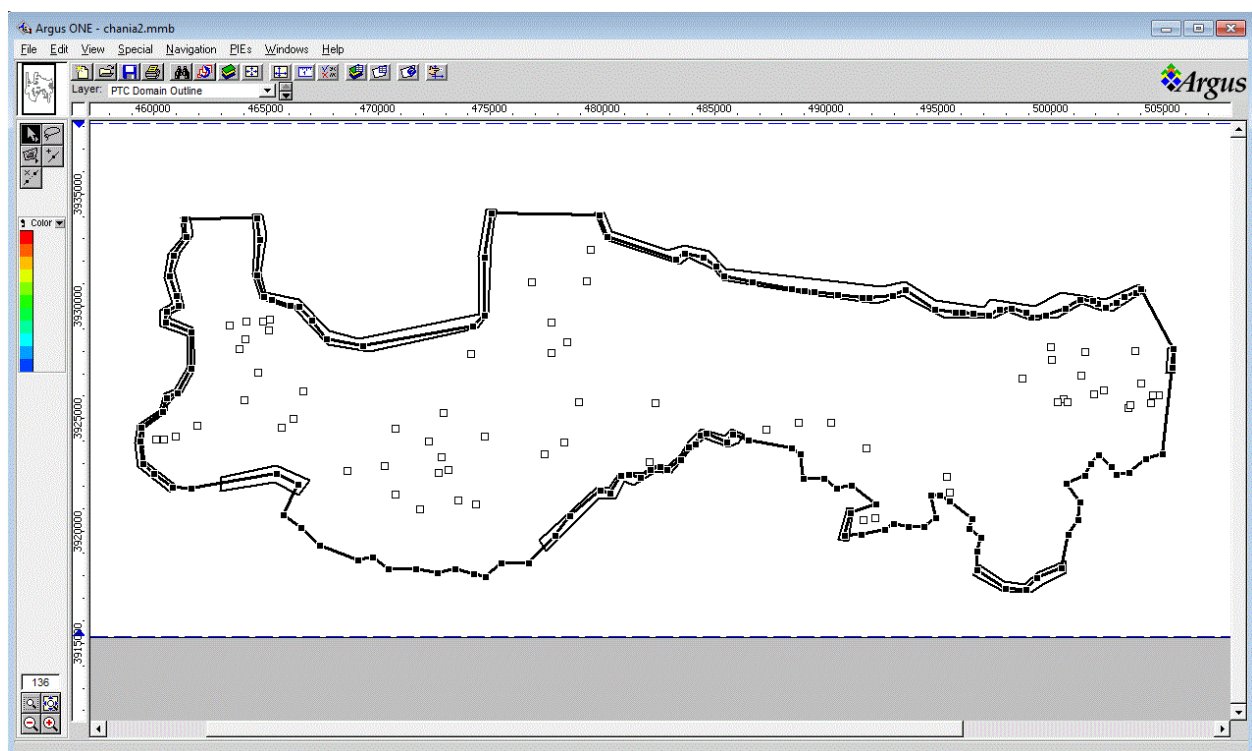 Argus ONE - chania2.mmb
File Edit View Special Navigation PIEs Windows Help
Layer: PTC Domain Outline
Argus
460000 465000 470000 475000 480000 485000 490000 495000 500000 505000
3935000
3930000
3925000
3920000
3915000
Color
136